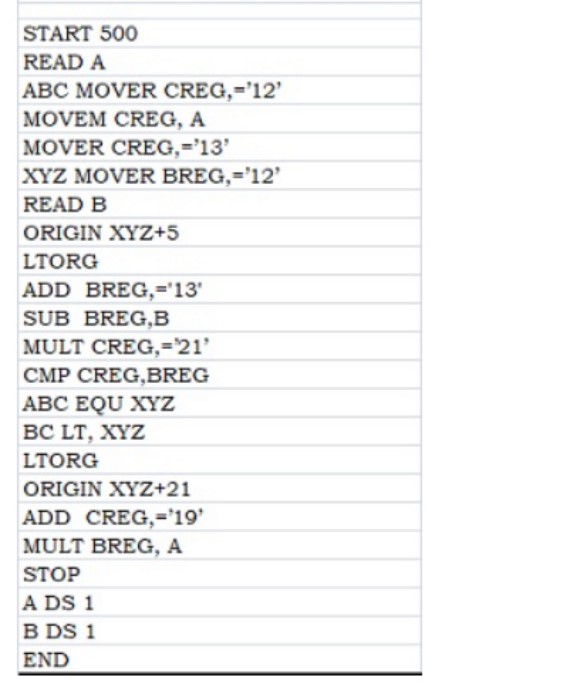 START 500
READ A
ABC MOVER CREG,=’12’
MOVEM CREG, A
MOVER CREG,=’13’
XYZ MOVER BREG,=’12’
READ B
ORIGIN XYZ+5
LTORG
ADD  BREG,='13'
SUB  BREG,B
MULT CREG,=’21’
CMP CREG,BREG
ABC EQU XYZ
BC LT, XYZ
LTORG
ORIGIN XYZ+21
ADD  CREG,=’19’
MULT BREG, A
STOP
A DS 1
B DS 1
END